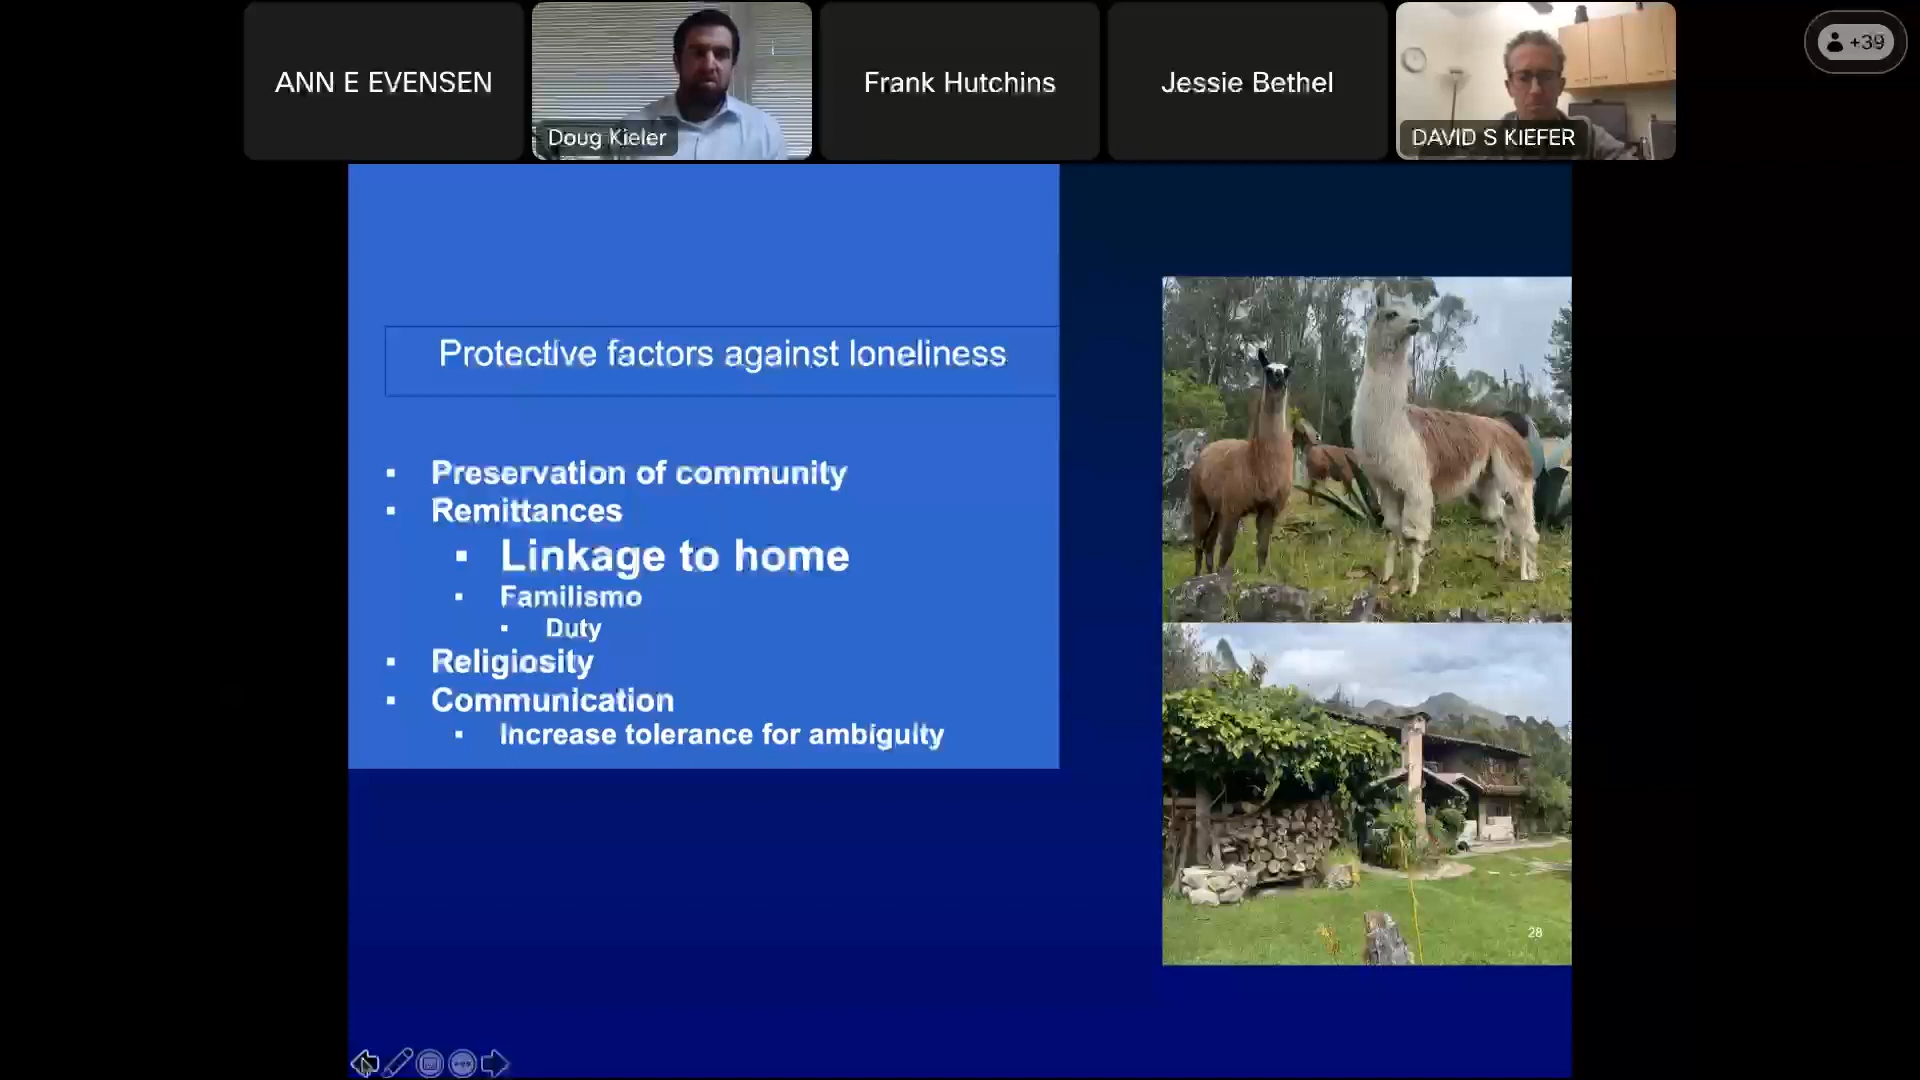 ANN E EVENSEN
Doug Kieler
Frank Hutchins
Jessie Bethel
DAVID S KIEFER
+39
Protective factors against loneliness
Preservation of community
Remittances
Linkage to home
Familismo
Duty
Religiosity
Communication
Increase tolerance for ambiguity
28